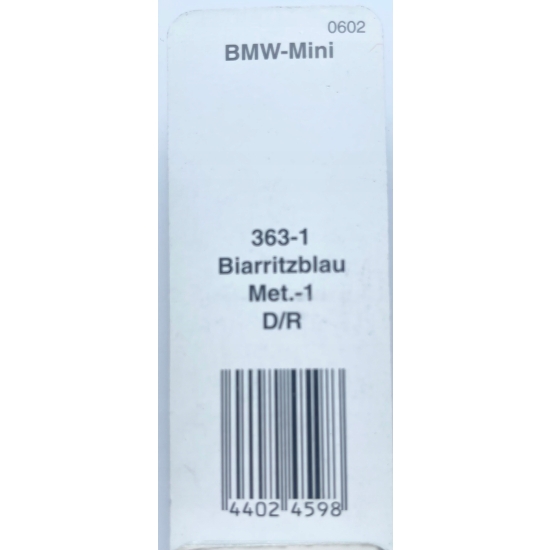 0602
BMW-Mini
363-1
Biarritzblau
Met.-1
D/R
4402 4598